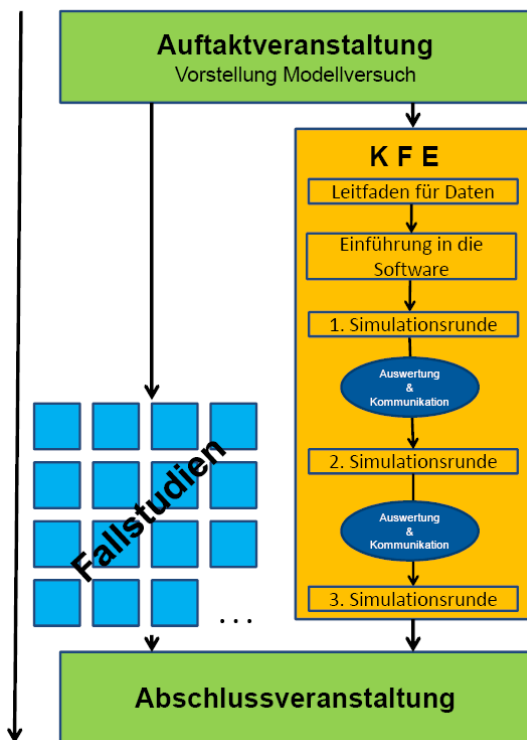 Auftaktveranstaltung
Vorstellung Modellversuch
K F E
Leitfaden für Daten
Einführung in die
Software
1. Simulationsrunde
Auswertung
&
Kommunikation
2. Simulationsrunde
Auswertung
&
Kommunikation
3. Simulationsrunde
Fallstudien
. . .
Abschlussveranstaltung